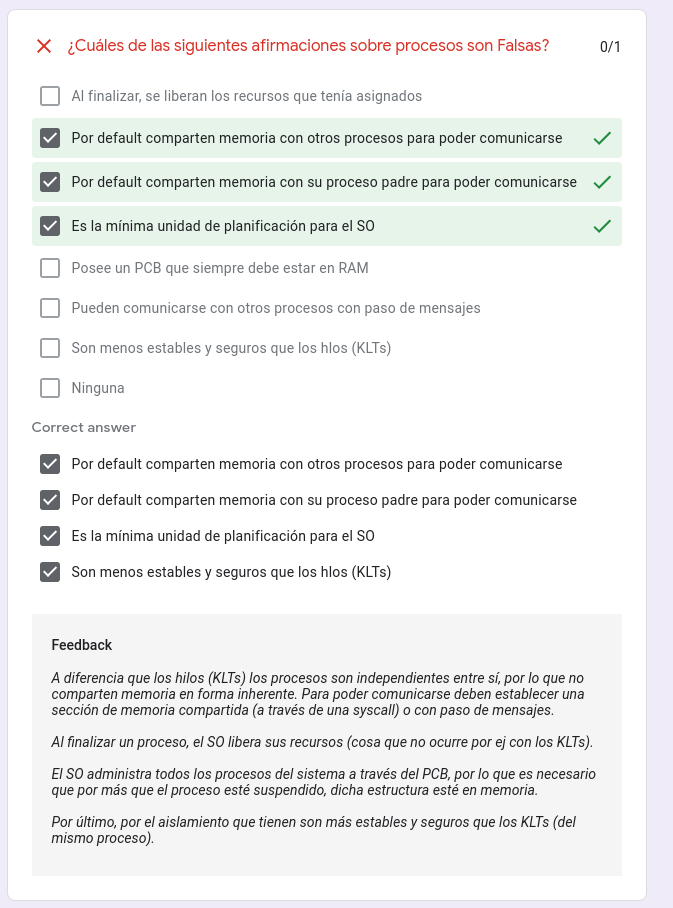 ¿Cuáles de las siguientes afirmaciones sobre procesos son Falsas?
0/1
Al finalizar, se liberan los recursos que tenía asignados
Por default comparten memoria con otros procesos para poder comunicarse
Por default comparten memoria con su proceso padre para poder comunicarse
Es la mínima unidad de planificación para el SO
Posee un PCB que siempre debe estar en RAM
Pueden comunicarse con otros procesos con paso de mensajes
Son menos estables y seguros que los hlos (KLTs)
Ninguna
Correct answer
Por default comparten memoria con otros procesos para poder comunicarse
Por default comparten memoria con su proceso padre para poder comunicarse
Es la mínima unidad de planificación para el SO
Son menos estables y seguros que los hlos (KLTs)
Feedback
A diferencia que los hilos (KLTs) los procesos son independientes entre sí, por lo que no
comparten memoria en forma inherente. Para poder comunicarse deben establecer una
sección de memoria compartida (a través de una syscall) o con paso de mensajes.
Al finalizar un proceso, el SO libera sus recursos (cosa que no ocurre por ej con los KLTs).
El SO administra todos los procesos del sistema a través del PCB, por lo que es necesario
que por más que el proceso esté suspendido, dicha estructura esté en memoria.
Por último, por el aislamiento que tienen son más estables y seguros que los KLTs (del
mismo proceso).